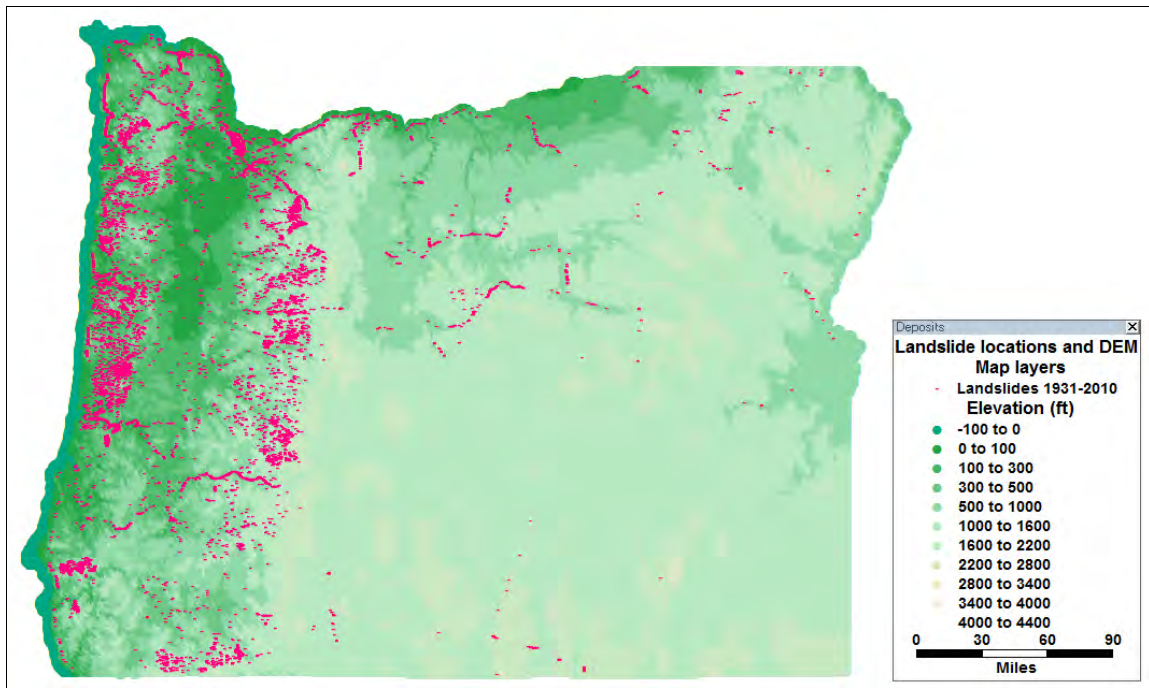 Deposits
Landslide locations and DEM
Map layers
Landslides 1931-2010
Elevation (ft)
-100 to 0
0 to 100
100 to 300
300 to 500
500 to 1000
1000 to 1600
1600 to 2200
2200 to 2800
2800 to 3400
3400 to 4000
4000 to 4400
0 30 60 90
Miles